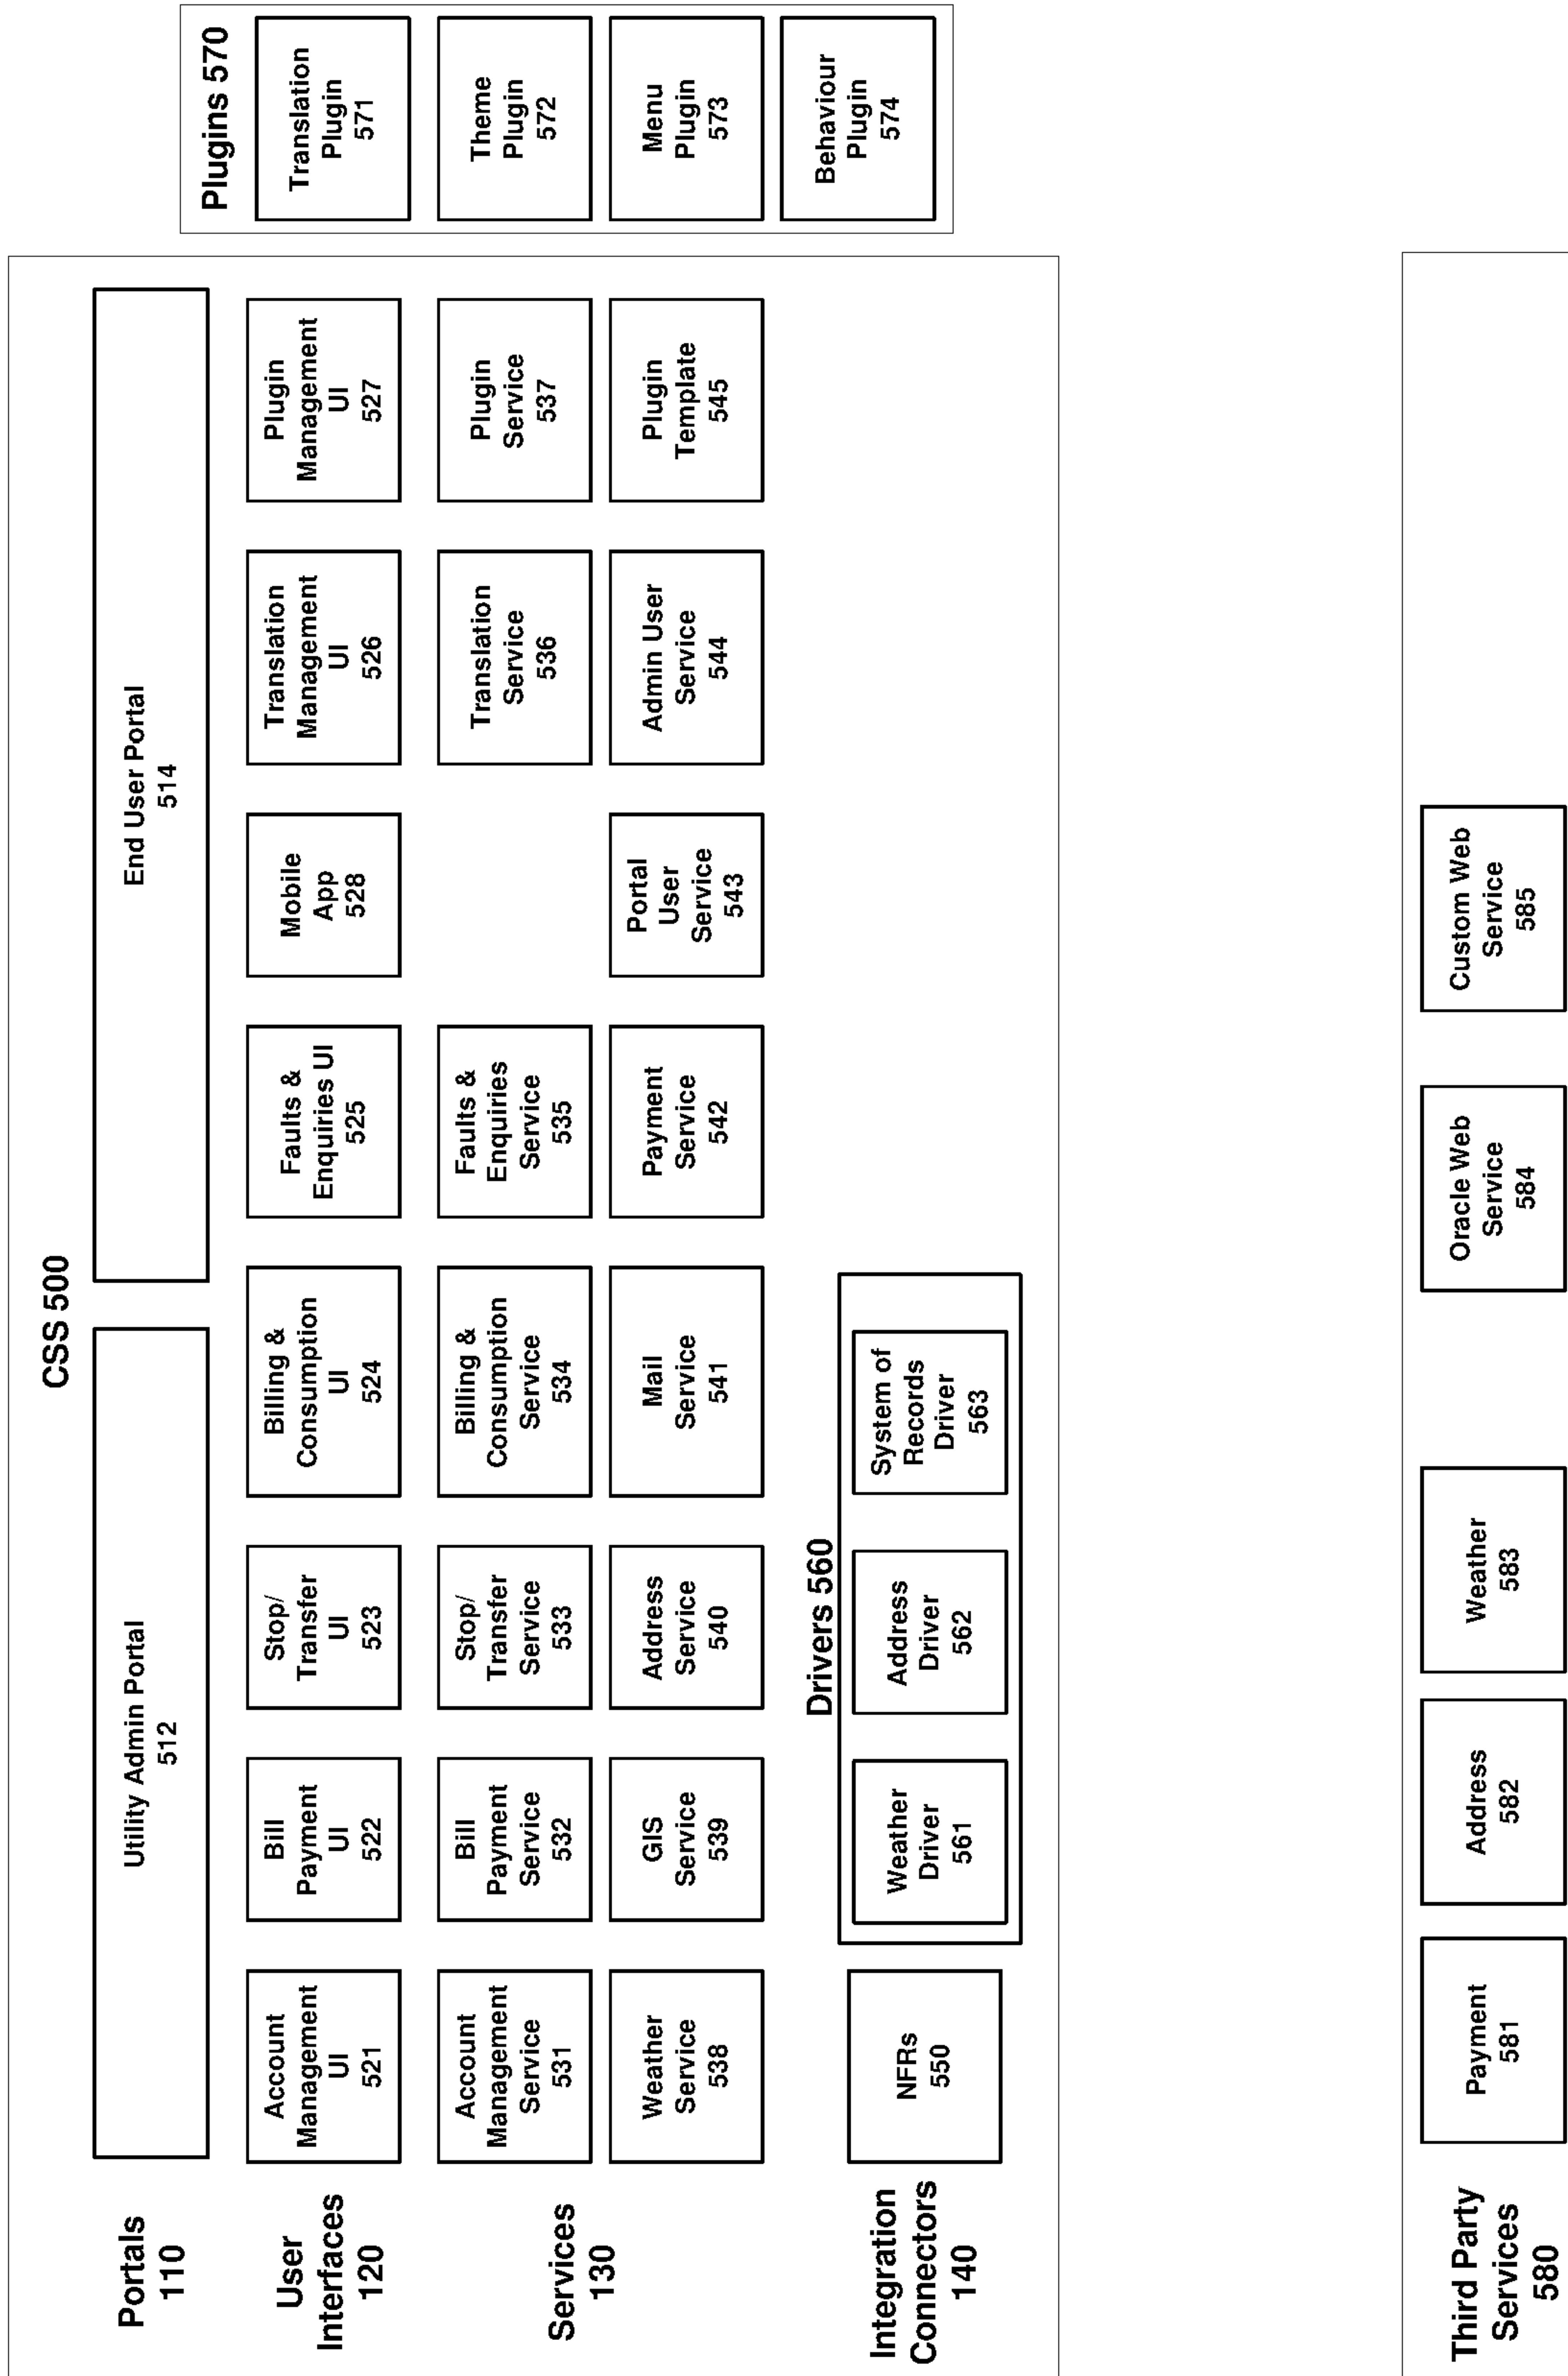 CSS 500
Portals
110
Utility Admin Portal
512
End User Portal
514
User
Interfaces
120
Account
Management
UI
521
Bill
Payment
UI
522
Stop/
Transfer
UI
523
Billing &
Consumption
UI
524
Faults &
Enquiries UI
525
Mobile
App
528
Translation
Management
UI
526
Plugin
Management
UI
527
Services
130
Account
Management
Service
531
Bill
Payment
Service
532
Stop/
Transfer
Service
533
Billing &
Consumption
Service
534
Faults &
Enquiries
Service
535
Translation
Service
536
Plugin
Service
537
Weather
Service
538
GIS
Service
539
Address
Service
540
Mail
Service
541
Payment
Service
542
Portal
User
Service
543
Admin User
Service
544
Plugin
Template
545
Integration
Connectors
140
NFRs
550
Drivers 560
Weather
Driver
561
Address
Driver
562
System of
Records
Driver
563
Plugins 570
Translation
Plugin
571
Theme
Plugin
572
Menu
Plugin
573
Behaviour
Plugin
574
Third Party
Services
580
Payment
581
Address
582
Weather
583
Oracle Web
Service
584
Custom Web
Service
585